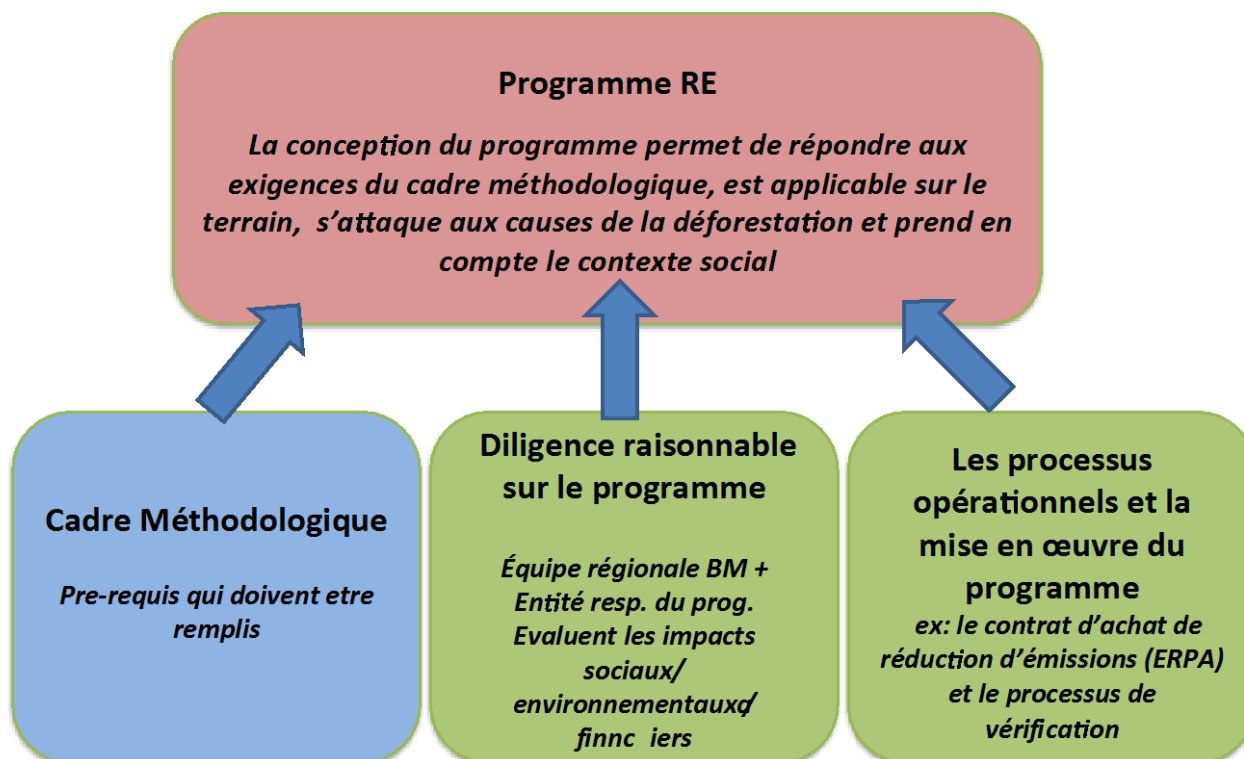 Programme RE
La conception du programme permet de répondre aux
exigences du cadre méthodologique, est applicable sur le
terrain, s’attaque aux causes de la déforestation et prend en
compte le contexte social
Cadre Méthodologique
Pre-requis qui doivent etre
remplis
Diligence raisonnable
sur le programme
Équipe régionale BM +
Entité resp. du prog.
Evaluent les impacts
sociaux/
environnementaux/
finnc iers
Les processus
opérationnels et la
mise en œuvre du
programme
ex: le contrat d’achat de
réduction d’émissions (ERPA)
et le processus de
vérification